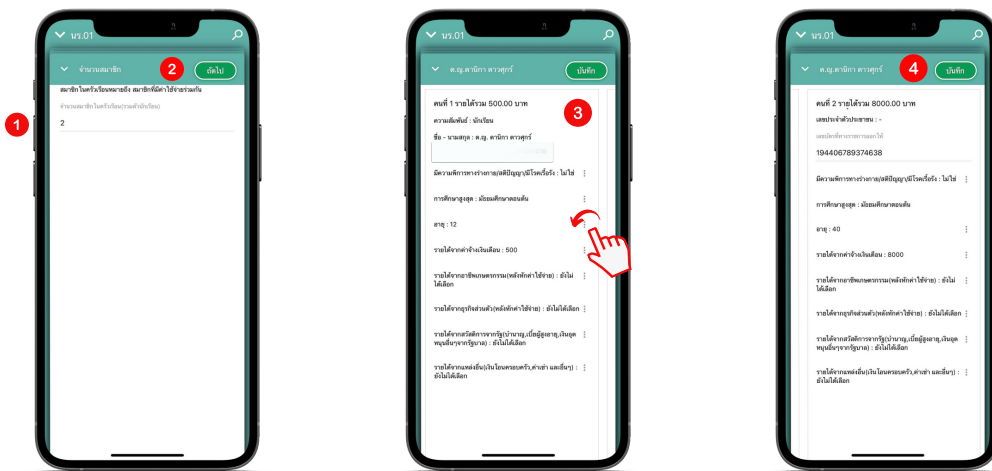 นร.01
จำนวนสมาชิก
2
ถัดไป
สมาชิกในครัวเรือนหมายถึง สมาชิกที่มีค่าใช้จ่ายร่วมกัน
จำนวนสมาชิกในครัวเรือน(รวมตัวนักเรียน)
1
2
นร.01
ด.ญ.ดานิกา ดาวศุกร์
บันทึก
คนที่ 1 รายได้รวม 500.00 บาท
3
ความสัมพันธ์ : นักเรียน
ชื่อ - นามสกุล : ด.ญ. ดานิกา ดาวศุกร์
มีความพิการทางร่างกาย/สติปัญญา/มีโรคเรื้อรัง : ไม่ใช่
การศึกษาสูงสุด : มัธยมศึกษาตอนต้น
อายุ : 12
รายได้จากค่าจ้างเงินเดือน : 500
รายได้จากอาชีพเกษตรกรรม(หลังหักค่าใช้จ่าย) : ยังไม่
ได้เลือก
รายได้จากธุรกิจส่วนตัว(หลังหักค่าใช้จ่าย) : ยังไม่ได้เลือก
รายได้จากสวัสดิการจากรัฐ(บำนาญ,เบี้ยผู้สูงอายุ,เงินอุด
หนุนอื่นๆจากรัฐบาล) : ยังไม่ได้เลือก
รายได้จากแหล่งอื่น(เงินโอนครอบครัว,ค่าเช่า และอื่นๆ) :
ยังไม่ได้เลือก
นร.01
ด.ญ.ดานิกา ดาวศุกร์
4
บันทึก
คนที่ 2 รายได้รวม 8000.00 บาท
เลขประจำตัวประชาชน : -
เลขบัตรที่ทางราชการออกให้
194406789374638
มีความพิการทางร่างกาย/สติปัญญา/มีโรคเรื้อรัง : ไม่ใช่
การศึกษาสูงสุด : มัธยมศึกษาตอนต้น
อายุ : 40
รายได้จากค่าจ้างเงินเดือน : 8000
รายได้จากอาชีพเกษตรกรรม(หลังหักค่าใช้จ่าย) : ยังไม่
ได้เลือก
รายได้จากธุรกิจส่วนตัว(หลังหักค่าใช้จ่าย) : ยังไม่ได้เลือก
รายได้จากสวัสดิการจากรัฐ(บำนาญ,เบี้ยผู้สูงอายุ,เงินอุด
หนุนอื่นๆจากรัฐบาล) : ยังไม่ได้เลือก
รายได้จากแหล่งอื่น(เงินโอนครอบครัว,ค่าเช่า และอื่นๆ) :
ยังไม่ได้เลือก